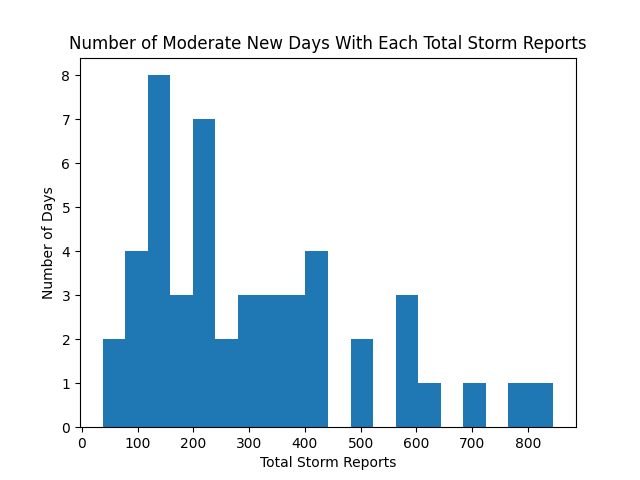 Number of Moderate New Days With Each Total Storm Reports
8
7
6
5
4
3
2
1
0
Number of Days
0 100 200 300 400 500 600 700 800
Total Storm Reports